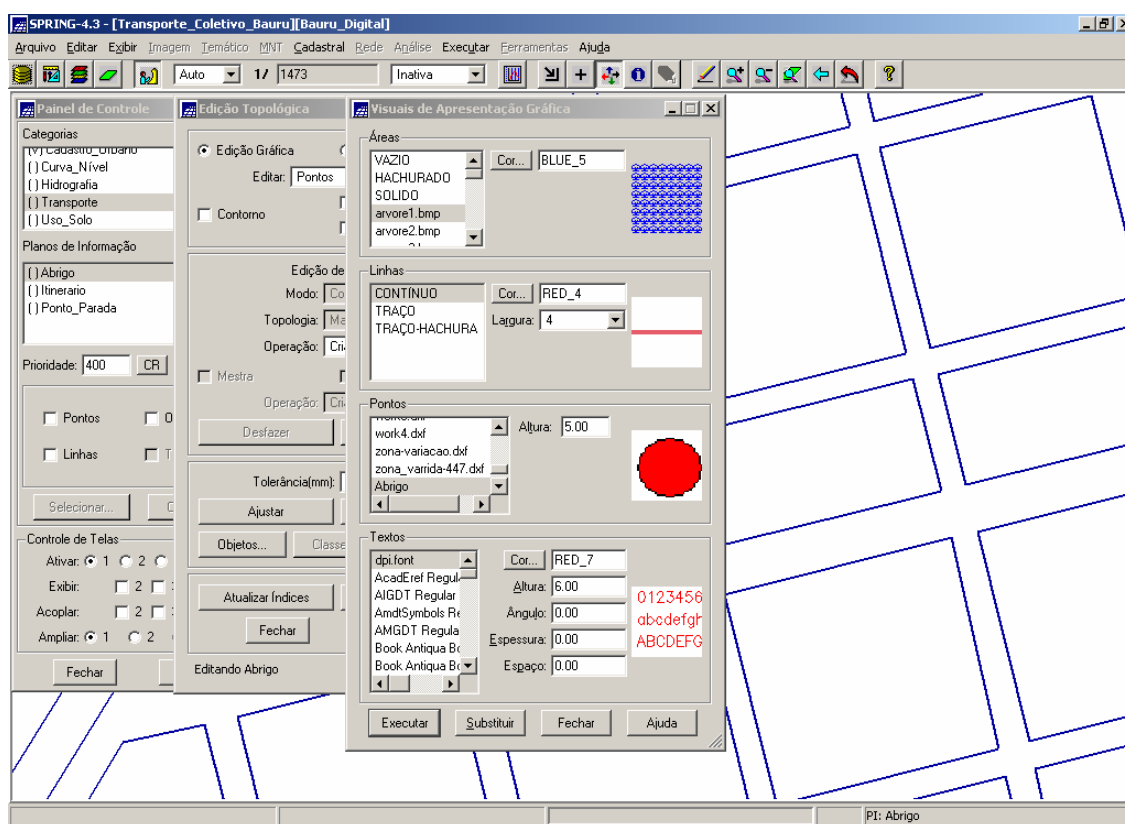 SPRING-4.3 - [Transporte_Coletivo_Bauru][Bauru_Digital]
Arquivo Editar Exibir Imagem Temático MNT Cadastral Rede Análise Executar Ferramentas Ajuda
Auto 1/ 1473 Inativa
Painel de Controle
Categorias
(V) Cadastro_Urbano
( ) Curva_Nível
( ) Hidrografia
( ) Transporte
( ) Uso_Solo
Planos de Informação
( ) Abrigo
( ) Itinerario
( ) Ponto_Parada
Prioridade: 400 CR
Pontos O
Linhas T
Selecionar...
Controle de Telas
Ativar: 1 2
Exibir: 2
Acoplar: 2
Ampliar: 1 2
Fechar
Edição Topológica
Edição Gráfica
Editar: Pontos
Contorno
Edição de
Modo: Co
Topologia: Ma
Operação: Cria
Mestra
Operação: Cria
Desfazer
Tolerância(mm):
Ajustar
Objetos... Classe
Atualizar Índices
Fechar
Editando Abrigo
Visuais de Apresentação Gráfica
Áreas
VAZIO
HACHURADO
SOLIDO
arvore1.bmp
arvore2.bmp
Cor... BLUE_5
Linhas
CONTÍNUO
TRAÇO
TRAÇO-HACHURA
Cor... RED_4
Largura: 4
Pontos
work4.dxf
zona-variacao.dxf
zona_varrida-447.dxf
Abrigo
Altura: 5.00
Textos
dpi.font
AcadEref Regul
AIGDT Regular
AmdtSymbols Re
AMGDT Regula
Book Antiqua Bo
Book Antiqua Bo
Cor... RED_7
Altura: 6.00
Ângulo: 0.00
Espessura: 0.00
Espaço: 0.00
0123456
abcdefgh
ABCDEFG
Executar Substituir Fechar Ajuda
PI: Abrigo